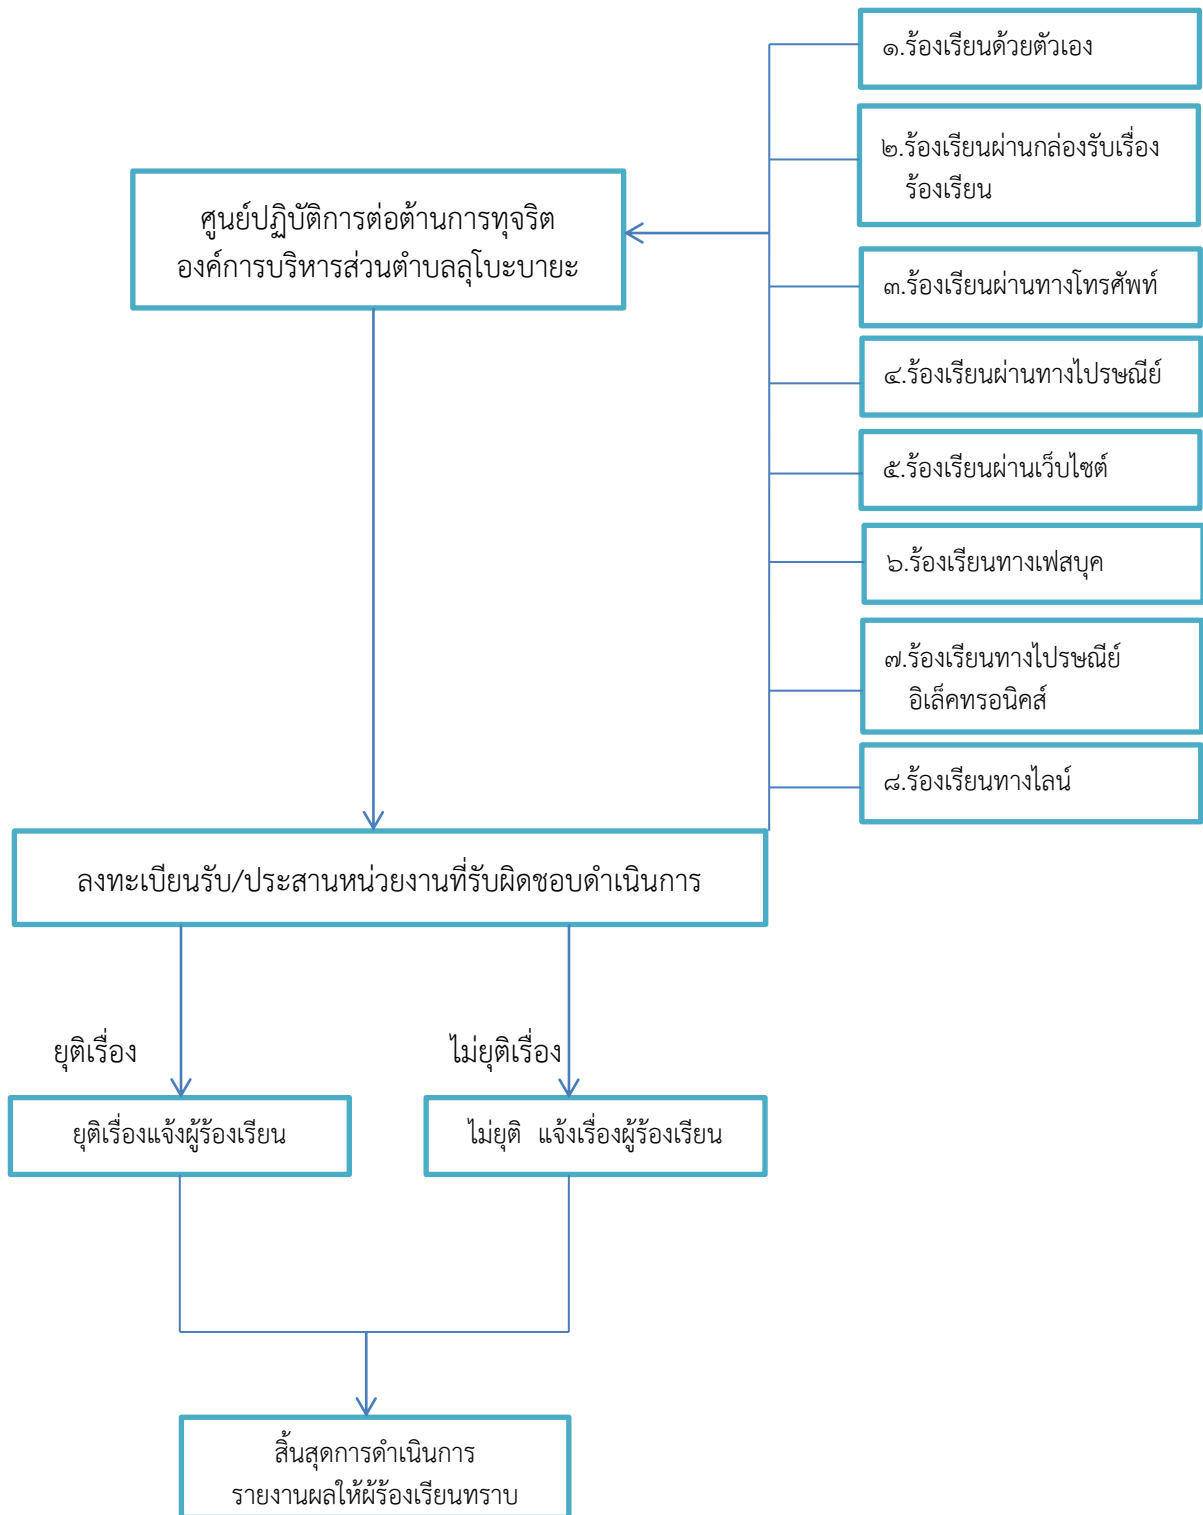 ๑.ร้องเรียนด้วยตัวเอง
๒.ร้องเรียนผ่านกล่องรับเรื่อง
ร้องเรียน
ศูนย์ปฏิบัติการต่อต้านการทุจริต
องค์การบริหารส่วนตำบลลุโบะบายะ
๓.ร้องเรียนผ่านทางโทรศัพท์
๔.ร้องเรียนผ่านทางไปรษณีย์
๕.ร้องเรียนผ่านเว็บไซต์
๖.ร้องเรียนทางเฟสบุค
๗.ร้องเรียนทางไปรษณีย์
อิเล็คทรอนิคส์
๘.ร้องเรียนทางไลน์
ลงทะเบียนรับ/ประสานหน่วยงานที่รับผิดชอบดำเนินการ
ยุติเรื่อง
ไม่ยุติเรื่อง
ยุติเรื่องแจ้งผู้ร้องเรียน
ไม่ยุติ แจ้งเรื่องผู้ร้องเรียน
สิ้นสุดการดำเนินการ
รายงานผลให้ผู้ร้องเรียนทราบ